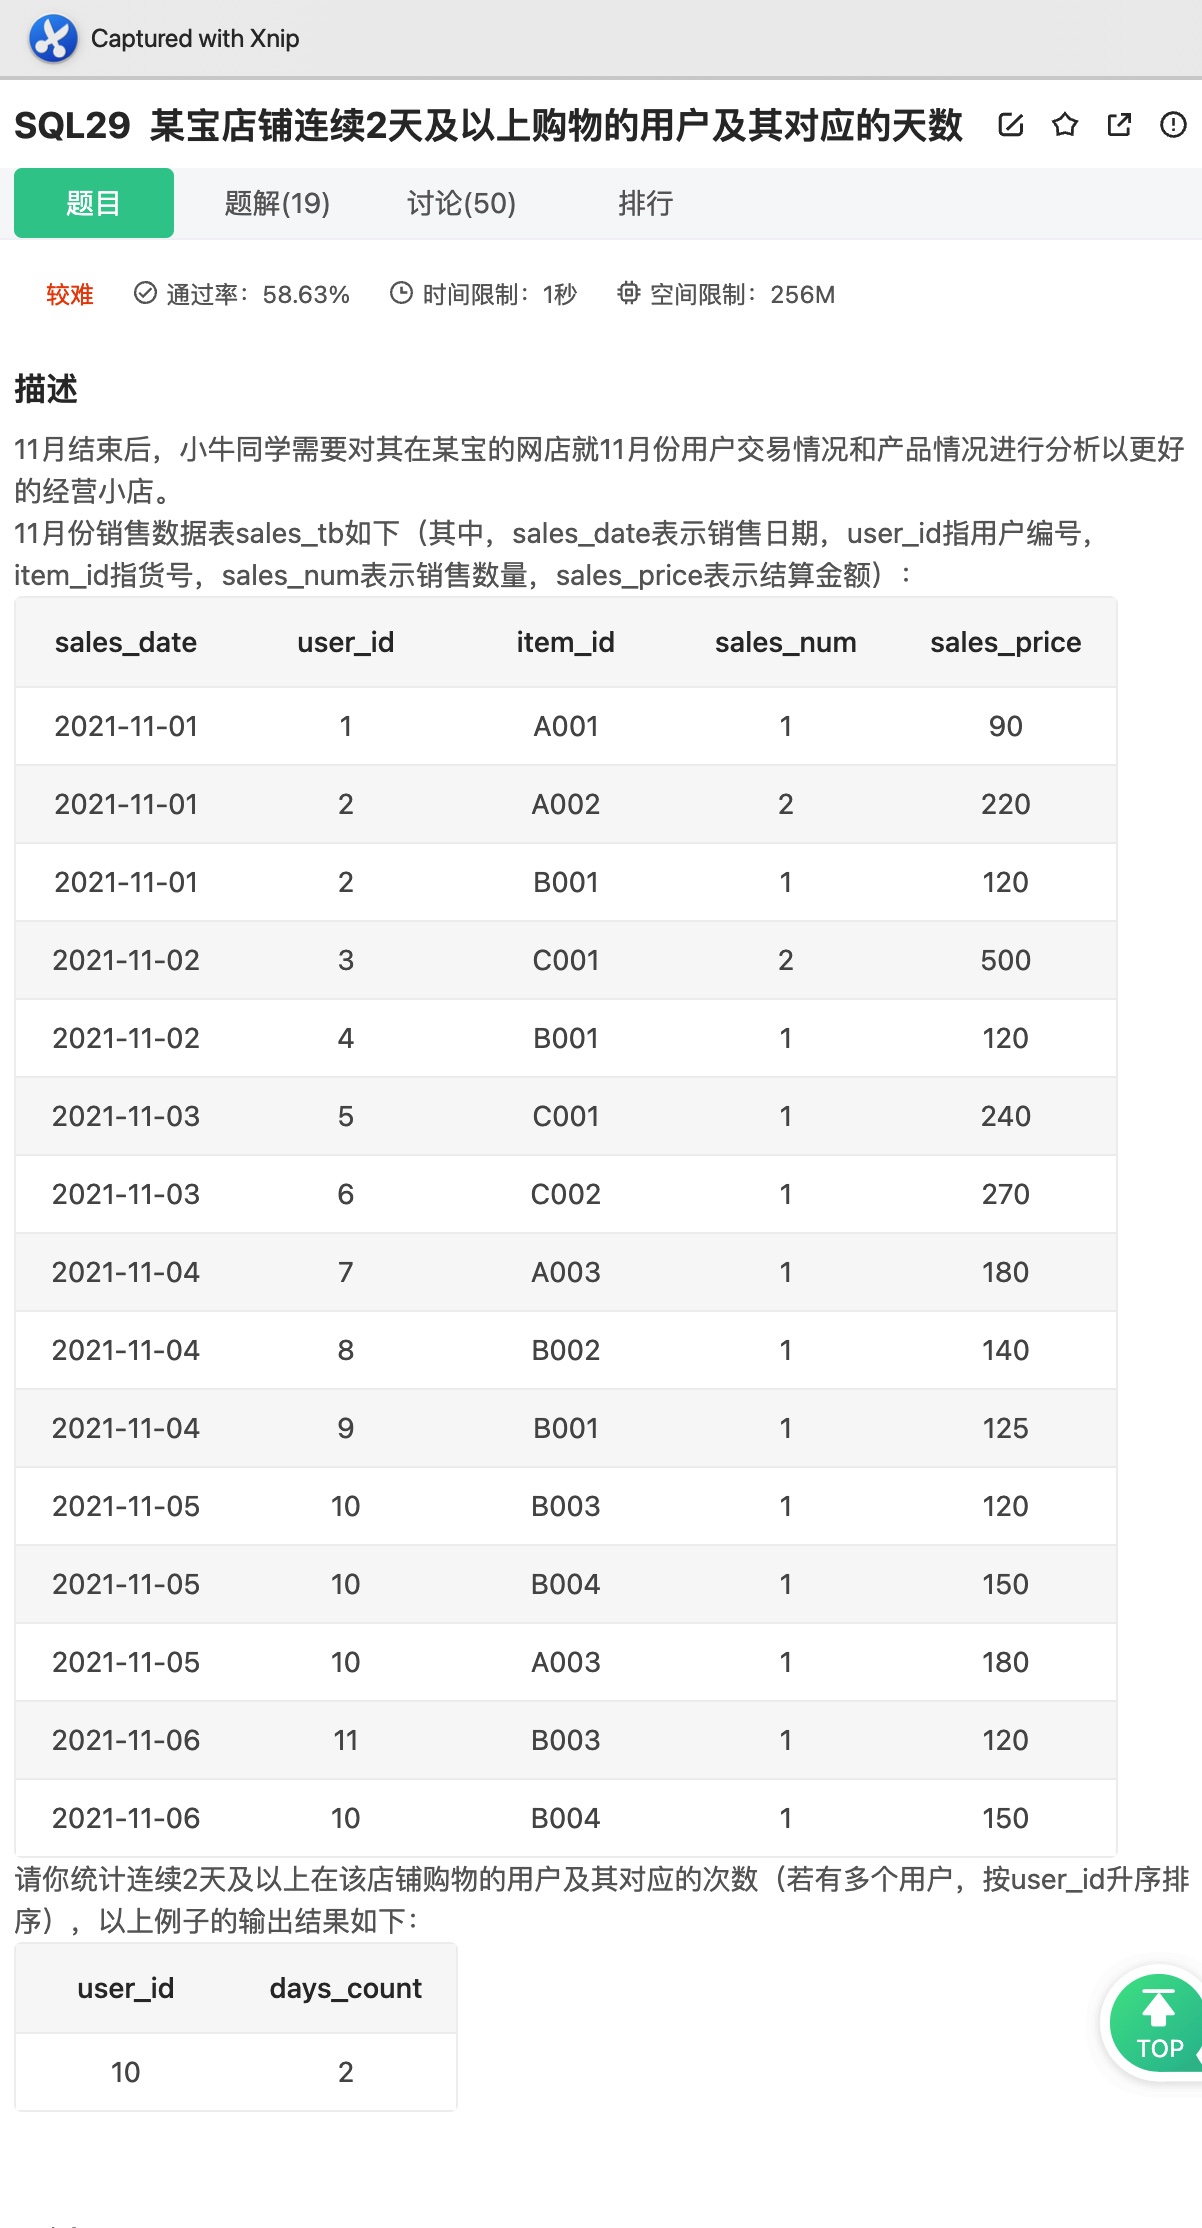 Captured with Xnip
SQL29 某宝店铺连续2天及以上购物的用户及其对应的天数
题目 题解(19) 讨论(50) 排行
较难 通过率：58.63% 时间限制：1秒 空间限制：256M
描述
11月结束后，小牛同学需要对其在某宝的网店就11月份用户交易情况和产品情况进行分析以更好
的经营小店。
11月份销售数据表sales_tb如下（其中，sales_date表示销售日期，user_id指用户编号，
item_id指货号，sales_num表示销售数量，sales_price表示结算金额）：
sales_date user_id item_id sales_num sales_price
2021-11-01 1 A001 1 90
2021-11-01 2 A002 2 220
2021-11-01 2 B001 1 120
2021-11-02 3 C001 2 500
2021-11-02 4 B001 1 120
2021-11-03 5 C001 1 240
2021-11-03 6 C002 1 270
2021-11-04 7 A003 1 180
2021-11-04 8 B002 1 140
2021-11-04 9 B001 1 125
2021-11-05 10 B003 1 120
2021-11-05 10 B004 1 150
2021-11-05 10 A003 1 180
2021-11-06 11 B003 1 120
2021-11-06 10 B004 1 150
请你统计连续2天及以上在该店铺购物的用户及其对应的次数（若有多个用户，按user_id升序排
序），以上例子的输出结果如下：
user_id days_count
10 2
TOP